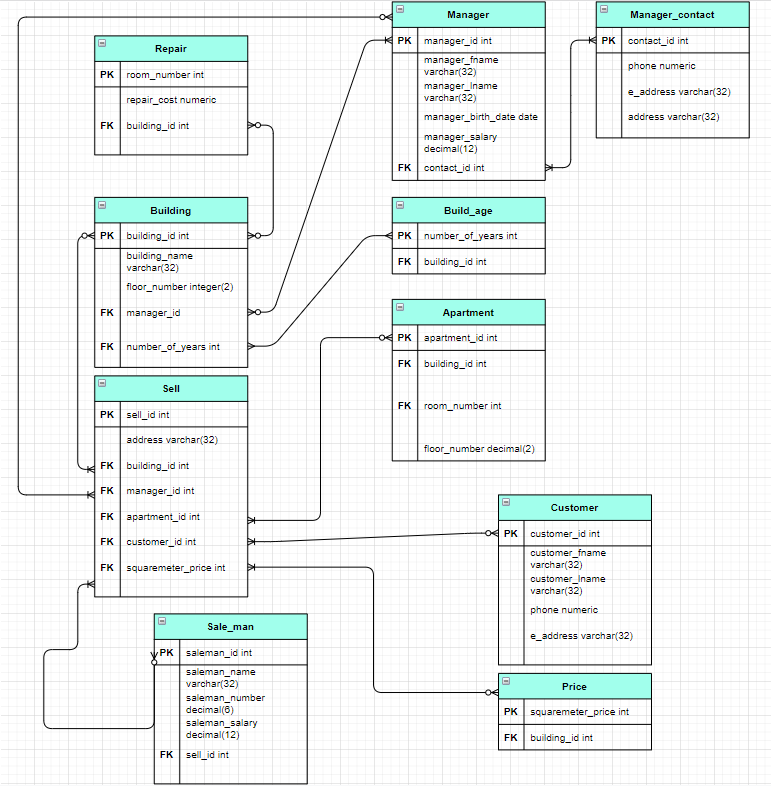 Manager
PK manager_id int
manager_fname
varchar(32)
manager_lname
varchar(32)
manager_birth_date date
manager_salary
decimal(12)
FK contact_id int
Manager_contact
PK contact_id int
phone numeric
e_address varchar(32)
address varchar(32)
Repair
PK room_number int
repair_cost numeric
FK building_id int
Building
PK building_id int
building_name
varchar(32)
floor_number integer(2)
FK manager_id
FK number_of_years int
Build_age
PK number_of_years int
FK building_id int
Apartment
PK apartment_id int
FK building_id int
FK room_number int
floor_number decimal(2)
Sell
PK sell_id int
address varchar(32)
FK building_id int
FK manager_id int
FK apartment_id int
FK customer_id int
FK squaremeter_price int
Customer
PK customer_id int
customer_fname
varchar(32)
customer_lname
varchar(32)
phone numeric
e_address varchar(32)
Sale_man
PK saleman_id int
saleman_name
varchar(32)
saleman_number
decimal(6)
saleman_salary
decimal(12)
FK sell_id int
Price
PK squaremeter_price int
FK building_id int